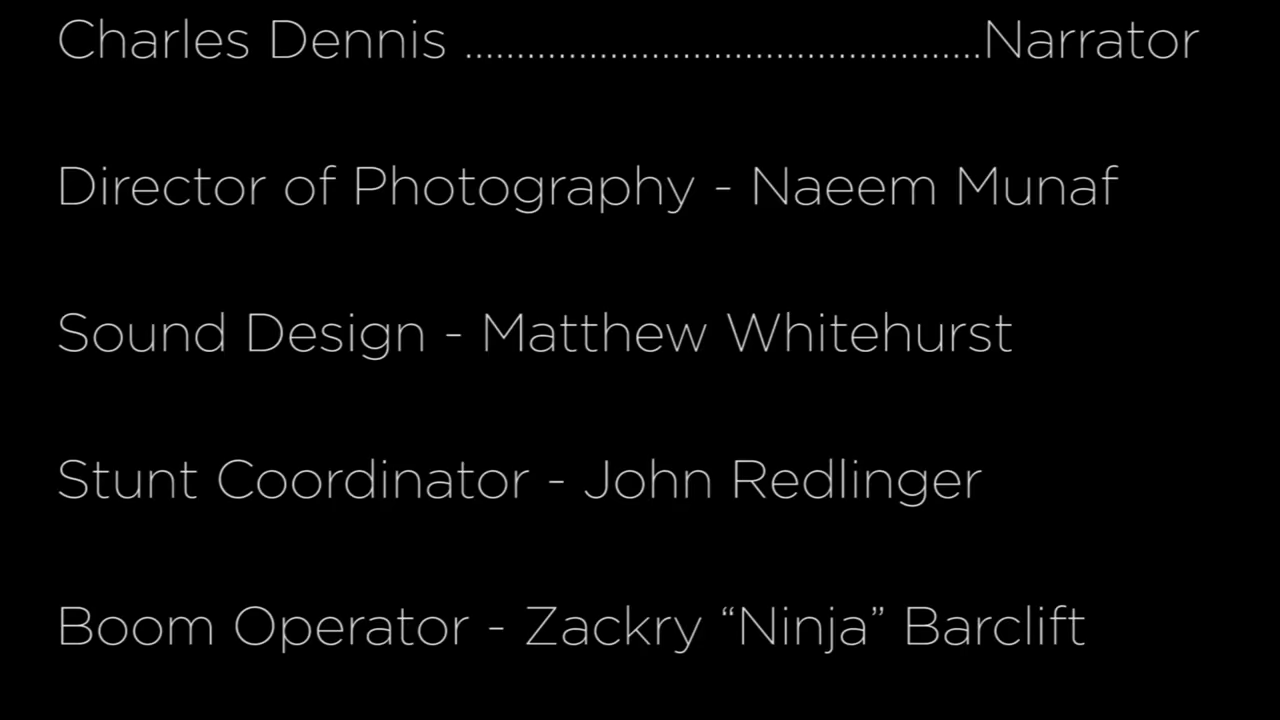 Charles Dennis ..................................................Narrator
Director of Photography - Naeem Munaf
Sound Design - Matthew Whitehurst
Stunt Coordinator - John Redlinger
Boom Operator - Zackry “Ninja” Barclift